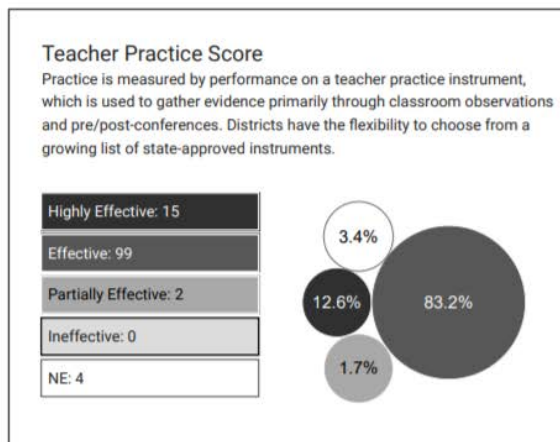 Teacher Practice Score
Practice is measured by performance on a teacher practice instrument,
which is used to gather evidence primarily through classroom observations
and pre/post-conferences. Districts have the flexibility to choose from a
growing list of state-approved instruments.
Highly Effective: 15
Effective: 99
Partially Effective: 2
Ineffective: 0
NE: 4
3.4%
12.6%
83.2%
1.7%